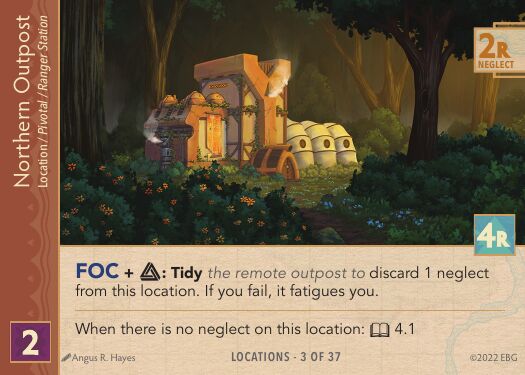 Northern Outpost
Location / Pivotal / Ranger Station
2R
NEGLECT
4R
FOC + : Tidy the remote outpost to discard 1 neglect
from this location. If you fail, it fatigues you.
When there is no neglect on this location: 4.1
2
Angus R. Hayes
LOCATIONS - 3 OF 37
©2022 EBG